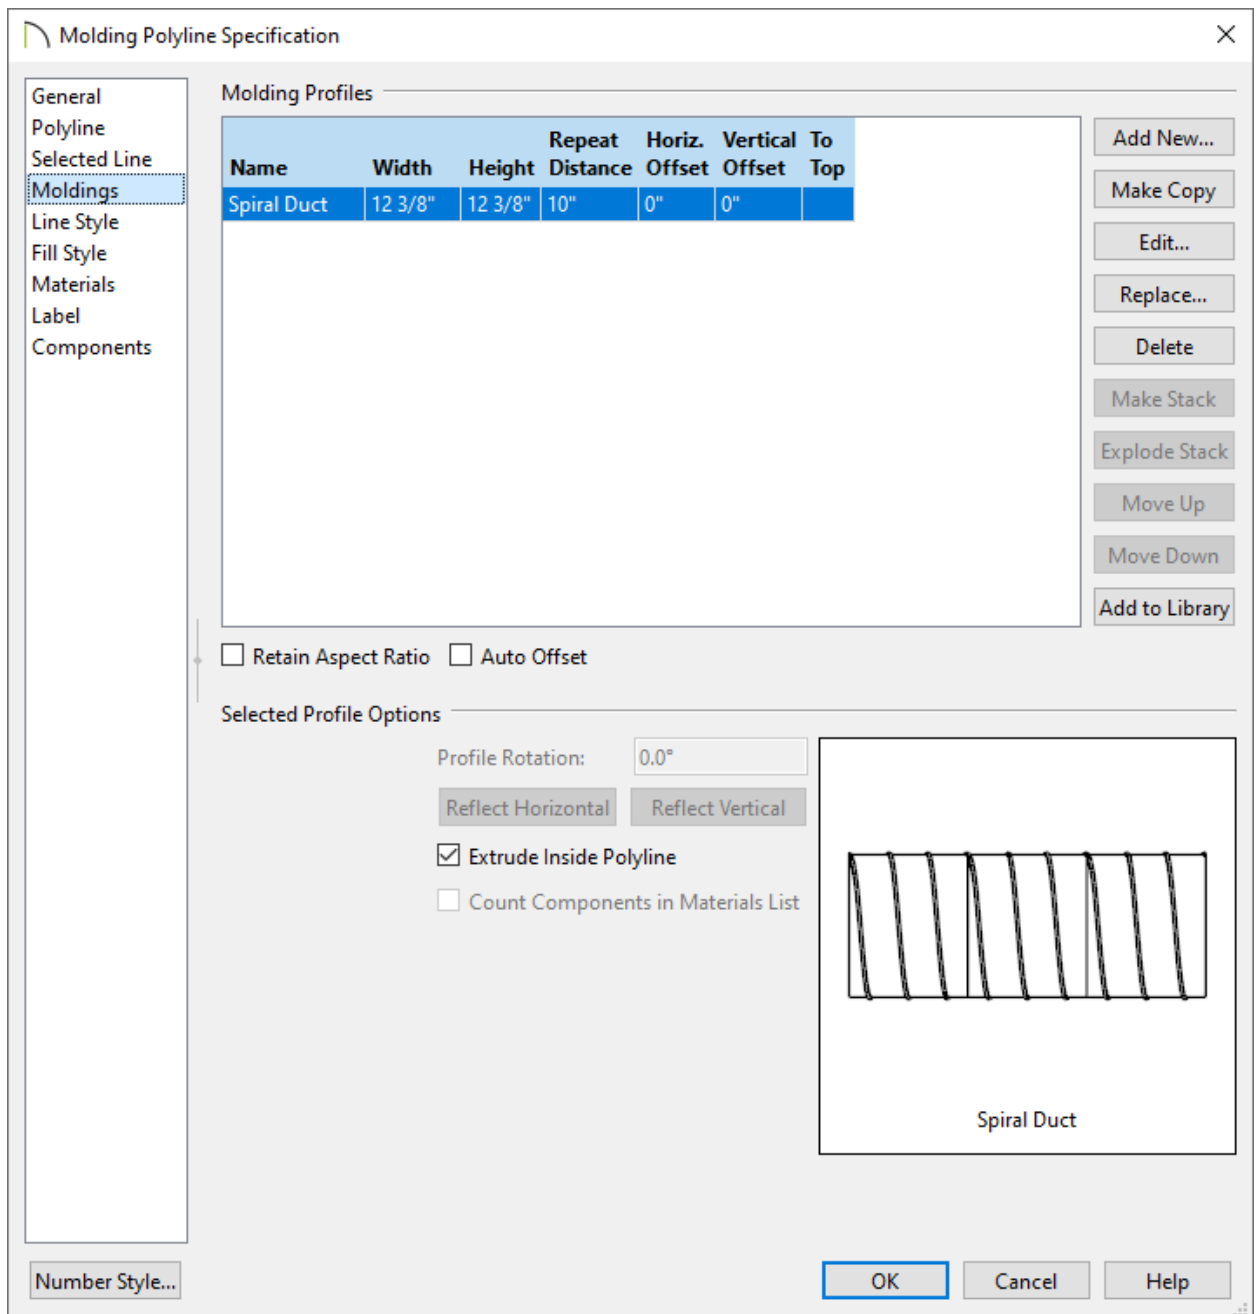 Molding Polyline Specification
General
Polyline
Selected Line
Moldings
Line Style
Fill Style
Materials
Label
Components
Molding Profiles
Name Width Height Repeat Distance Horiz. Offset Vertical Offset To Top
Spiral Duct 12 3/8" 12 3/8" 10" 0" 0"
Add New...
Make Copy
Edit...
Replace...
Delete
Make Stack
Explode Stack
Move Up
Move Down
Add to Library
Retain Aspect Ratio Auto Offset
Selected Profile Options
Profile Rotation: 0.0°
Reflect Horizontal Reflect Vertical
Extrude Inside Polyline
Count Components in Materials List
Spiral Duct
Number Style... OK Cancel Help